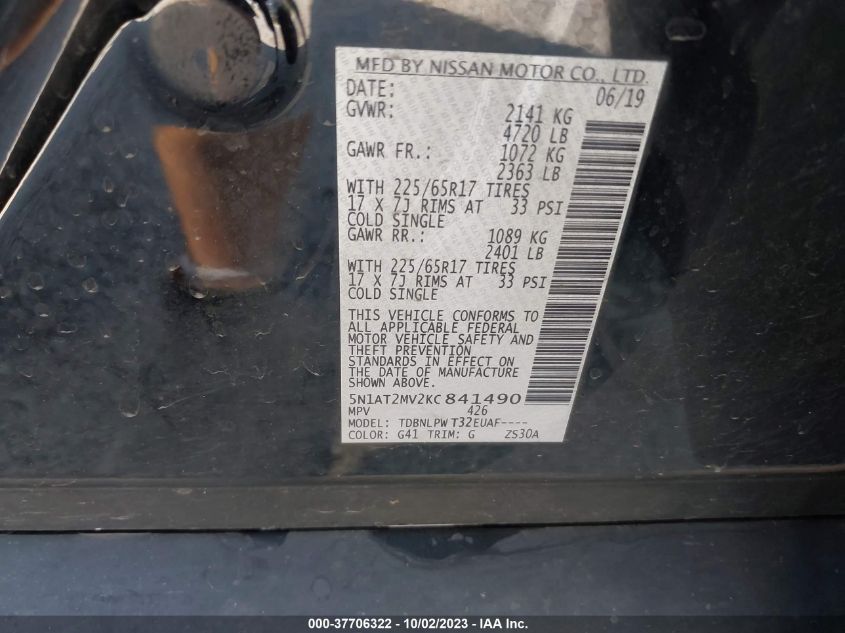 MFD BY NISSAN MOTOR CO., LTD.
DATE: 06/19
GVWR: 2141 KG
4720 LB
GAWR FR.: 1072 KG
2363 LB
WITH 225/65R17 TIRES
17 X 7J RIMS AT 33 PSI
COLD SINGLE
GAWR RR.: 1089 KG
2401 LB
WITH 225/65R17 TIRES
17 X 7J RIMS AT 33 PSI
COLD SINGLE
THIS VEHICLE CONFORMS TO
ALL APPLICABLE FEDERAL
MOTOR VEHICLE SAFETY AND
THEFT PREVENTION
STANDARDS IN EFFECT ON
THE DATE OF MANUFACTURE
SHOWN ABOVE.
5N1AT2MV2KC841490
MPV 426
MODEL: TDBNLPW T32EUAF----
COLOR: G41 TRIM: G ZS30A
000-37706322 - 10/02/2023 - IAA Inc.